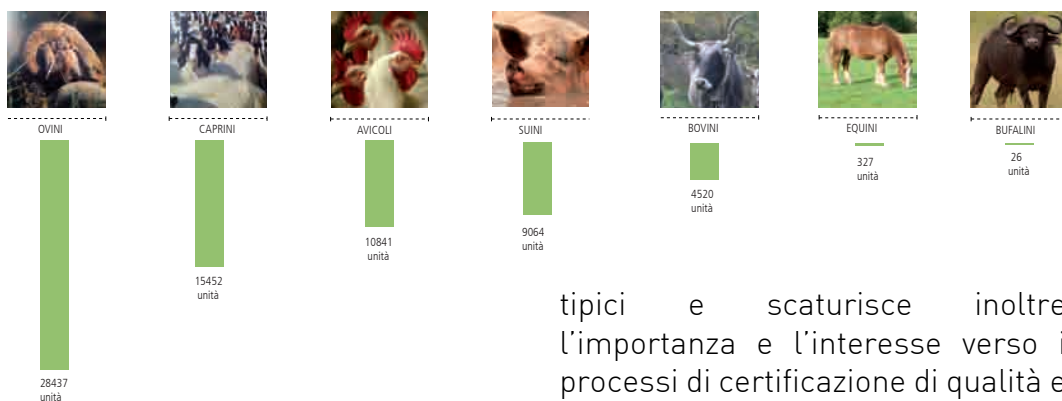 OVINI
CAPRINI
AVICOLI
SUINI
BOVINI
EQUINI
BUFALINI
327
unità
26
unità
4520
unità
9064
unità
10841
unità
15452
unità
28437
unità
tipici e scaturisce inoltre
l'importanza e l'interesse verso i
processi di certificazione di qualità e